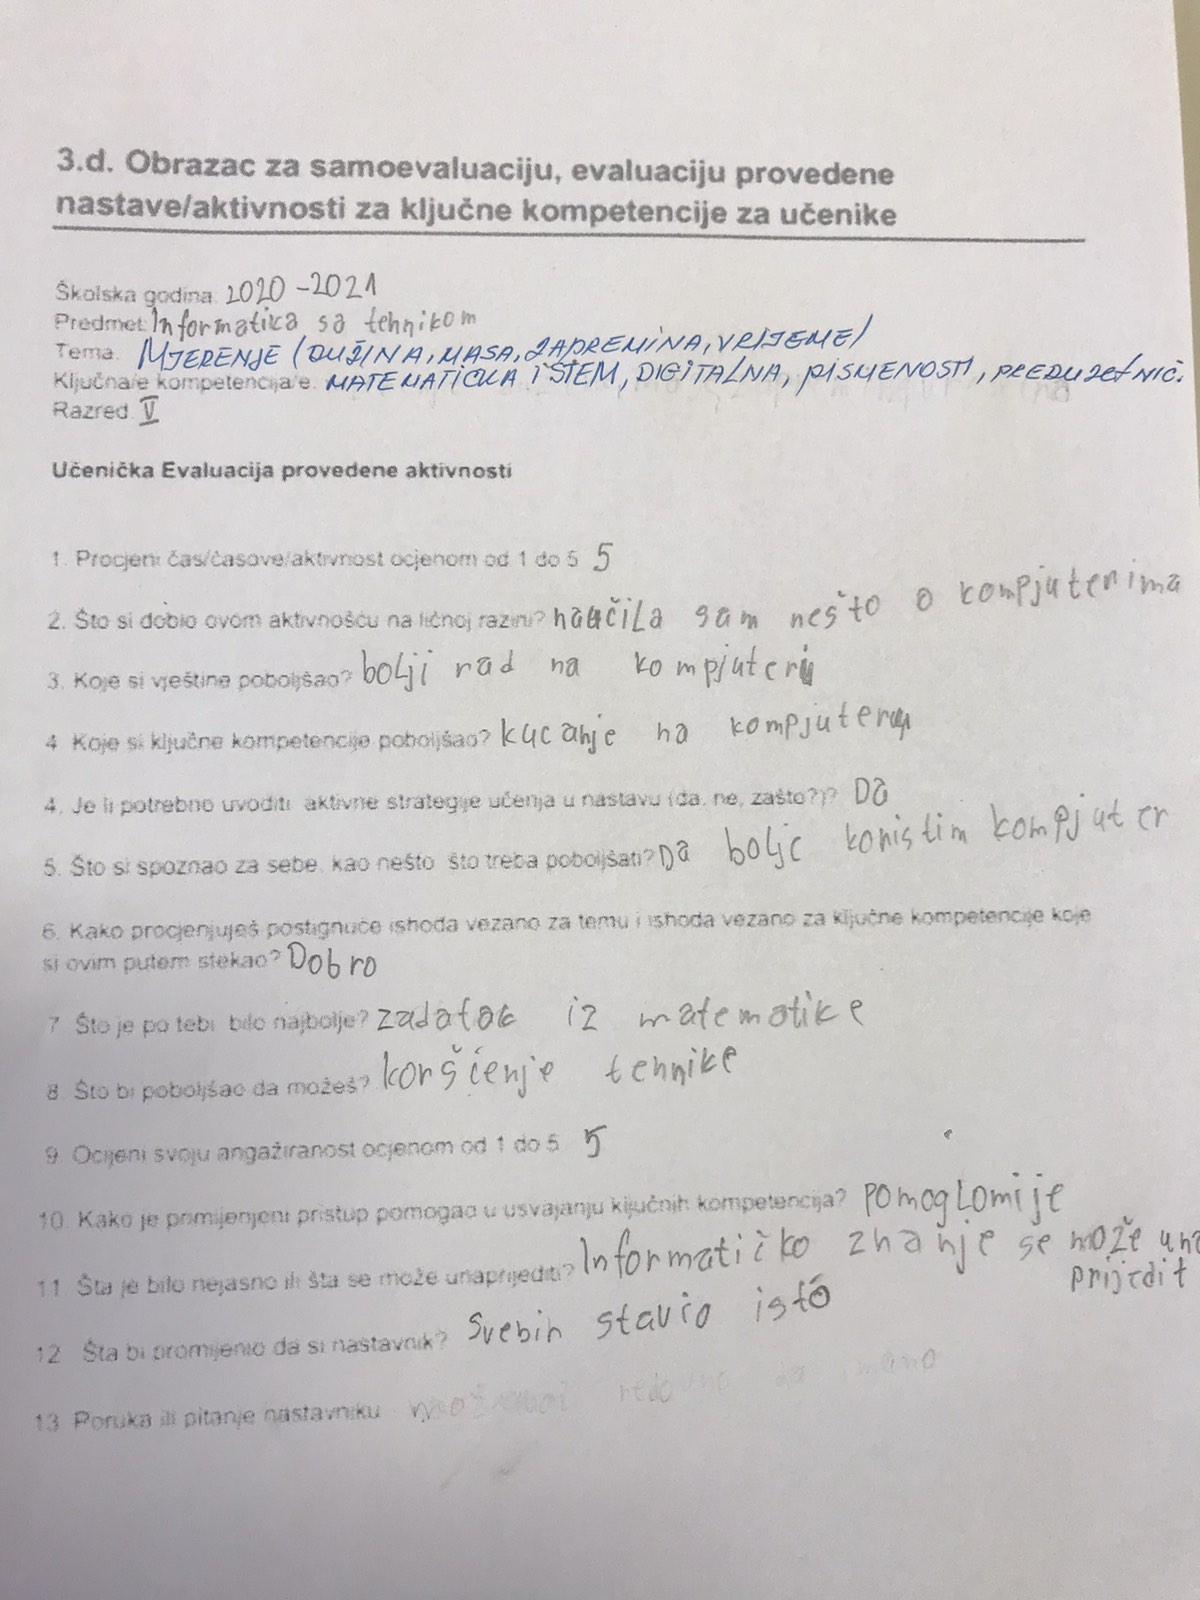 3.d. Obrazac za samoevaluaciju, evaluaciju provedene
nastave/aktivnosti za ključne kompetencije za učenike
Školska godina: 2020-2021
Predmet: Informatika sa tehnikom
Tema: MJERENJE (DUŽINA, MASA, ZAPREMINA, VRIJEME)
Ključna/e kompetencija/e: MATEMATIČKA I STEM, DIGITALNA, PISMENOSTI, PREDUZETNIČ.
Razred: V
Učenička Evaluacija provedene aktivnosti
1. Procjeni čas/časove/aktivnost ocjenom od 1 do 5 5
2. Što si dobio ovom aktivnošću na ličnoj razini? naučila sam nešto o kompjuterima
3. Koje si vještine poboljšao? bolji rad na kompjuteru
4 Koje si ključne kompetencije poboljšao? kucanje na kompjuteru
4. Je li potrebno uvoditi aktivne strategije učenja u nastavu (da, ne, zašto?)? Da
5. Što si spoznao za sebe, kao nešto što treba poboljšati? Da bolje koristim kompjuter
6. Kako procjenjuješ postignuće ishoda vezano za temu i ishoda vezano za ključne kompetencije koje
si ovim putem stekao? Dobro
7 Što je po tebi bilo najbolje? zadatak iz matematike
8. Što bi poboljšao da možeš? koršćenje tehnike
9. Ocijeni svoju angažiranost ocjenom od 1 do 5 5
10. Kako je primijenjeni pristup pomogao u usvajanju ključnih kompetencija? pomoglomije
11 Šta je bilo nejasno ili šta se može unaprijediti? Informatičko znanje se može una
prijedit
12 Šta bi promijenio da si nastavnik? svebih stavio isto
13 Poruka ili pitanje nastavniku